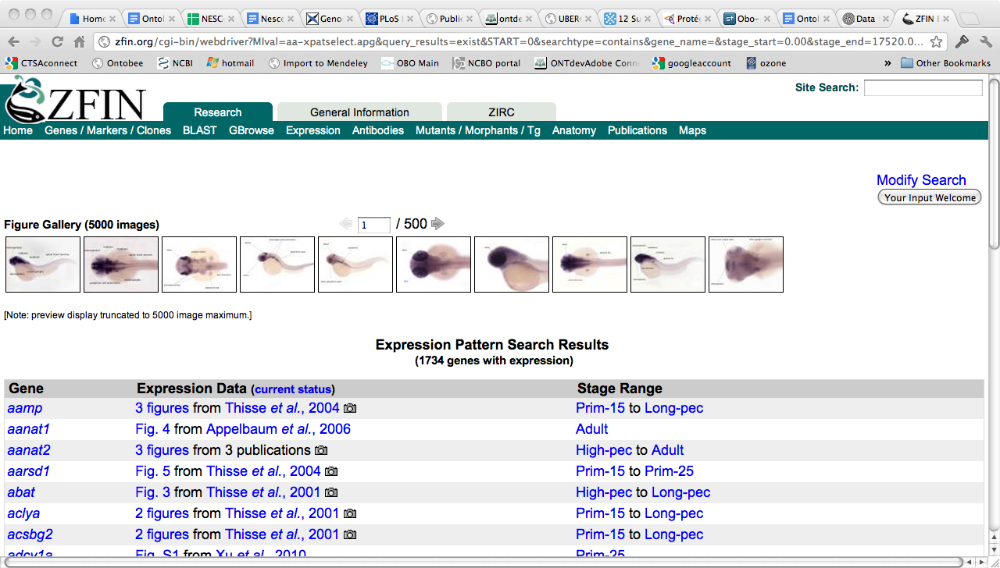 Home
Ontol
NESC
Nesce
Geno
PLoS
Public
ontde
UBER
12 Su
Proté
Obo-
Ontol
Data
ZFIN
zfin.org/cgi-bin/webdriver?MIval=aa-xpatselect.apg&query_results=exist&START=0&searchtype=contains&gene_name=&stage_start=0.00&stage_end=17520.0...
CTSAconnect Ontobee NCBI hotmail Import to Mendeley OBO Main NCBO portal ONTdevAdobe Conn googleaccount ozone » Other Bookmarks
ZFIN
Site Search:
Research General Information ZIRC
Home Genes / Markers / Clones BLAST GBrowse Expression Antibodies Mutants / Morphants / Tg Anatomy Publications Maps
Modify Search
Your Input Welcome
Figure Gallery (5000 images) 1 / 500
[Note: preview display truncated to 5000 image maximum.]
Expression Pattern Search Results
(1734 genes with expression)
Gene Expression Data (current status) Stage Range
aamp 3 figures from Thisse et al., 2004 Prim-15 to Long-pec
aanat1 Fig. 4 from Appelbaum et al., 2006 Adult
aanat2 3 figures from 3 publications High-pec to Adult
aarsd1 Fig. 5 from Thisse et al., 2004 Prim-15 to Prim-25
abat Fig. 3 from Thisse et al., 2001 High-pec to Long-pec
aclya 2 figures from Thisse et al., 2001 Prim-15 to Long-pec
acsbg2 2 figures from Thisse et al., 2001 Prim-15 to Long-pec
adcy1a Fig. S1 from Xu et al., 2010 Prim-25